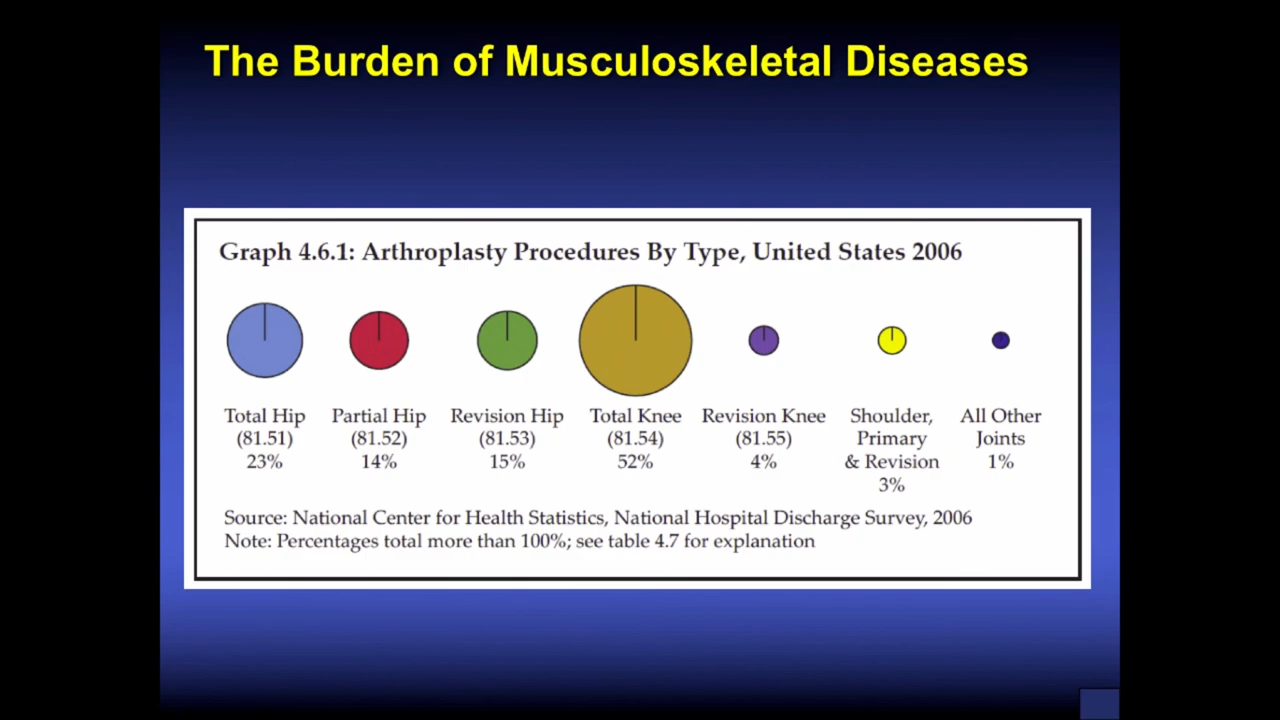 The Burden of Musculoskeletal Diseases
Graph 4.6.1: Arthroplasty Procedures By Type, United States 2006
Total Hip
(81.51)
23%
Partial Hip
(81.52)
14%
Revision Hip
(81.53)
15%
Total Knee
(81.54)
52%
Revision Knee
(81.55)
4%
Shoulder,
Primary
& Revision
3%
All Other
Joints
1%
Source: National Center for Health Statistics, National Hospital Discharge Survey, 2006
Note: Percentages total more than 100%; see table 4.7 for explanation